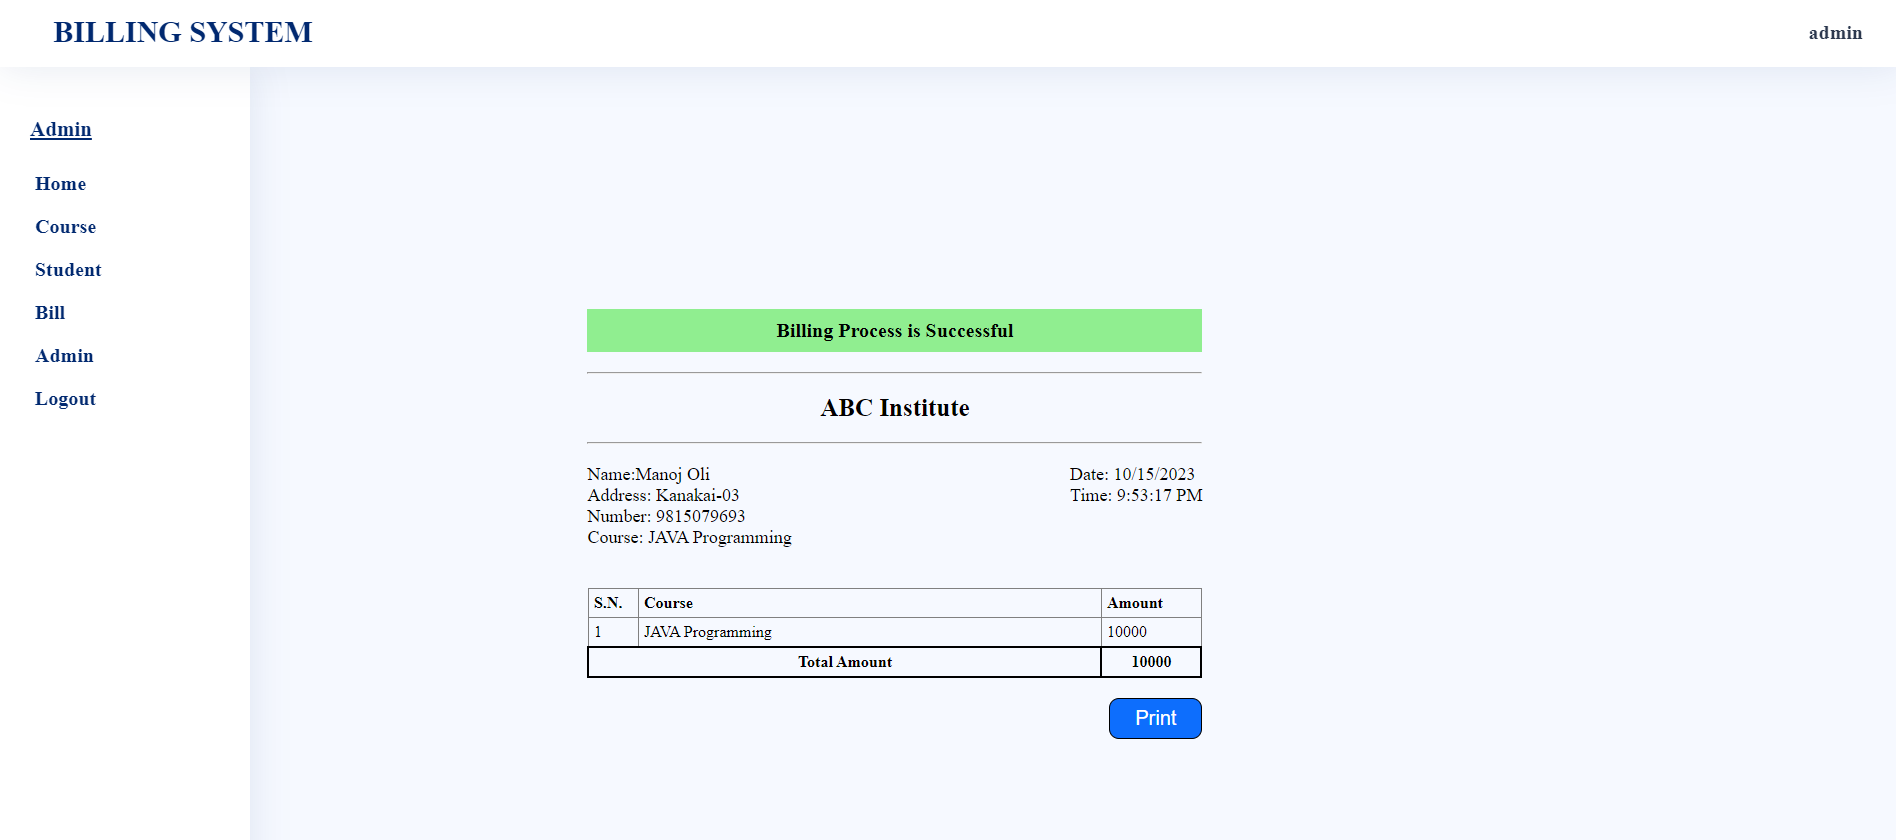 BILLING SYSTEM
admin
Admin
Home
Course
Student
Bill
Admin
Logout
Billing Process is Successful
ABC Institute
Name:Manoj Oli
Address: Kanakai-03
Number: 9815079693
Course: JAVA Programming
Date: 10/15/2023
Time: 9:53:17 PM
S.N. Course Amount
1 JAVA Programming 10000
Total Amount 10000
Print